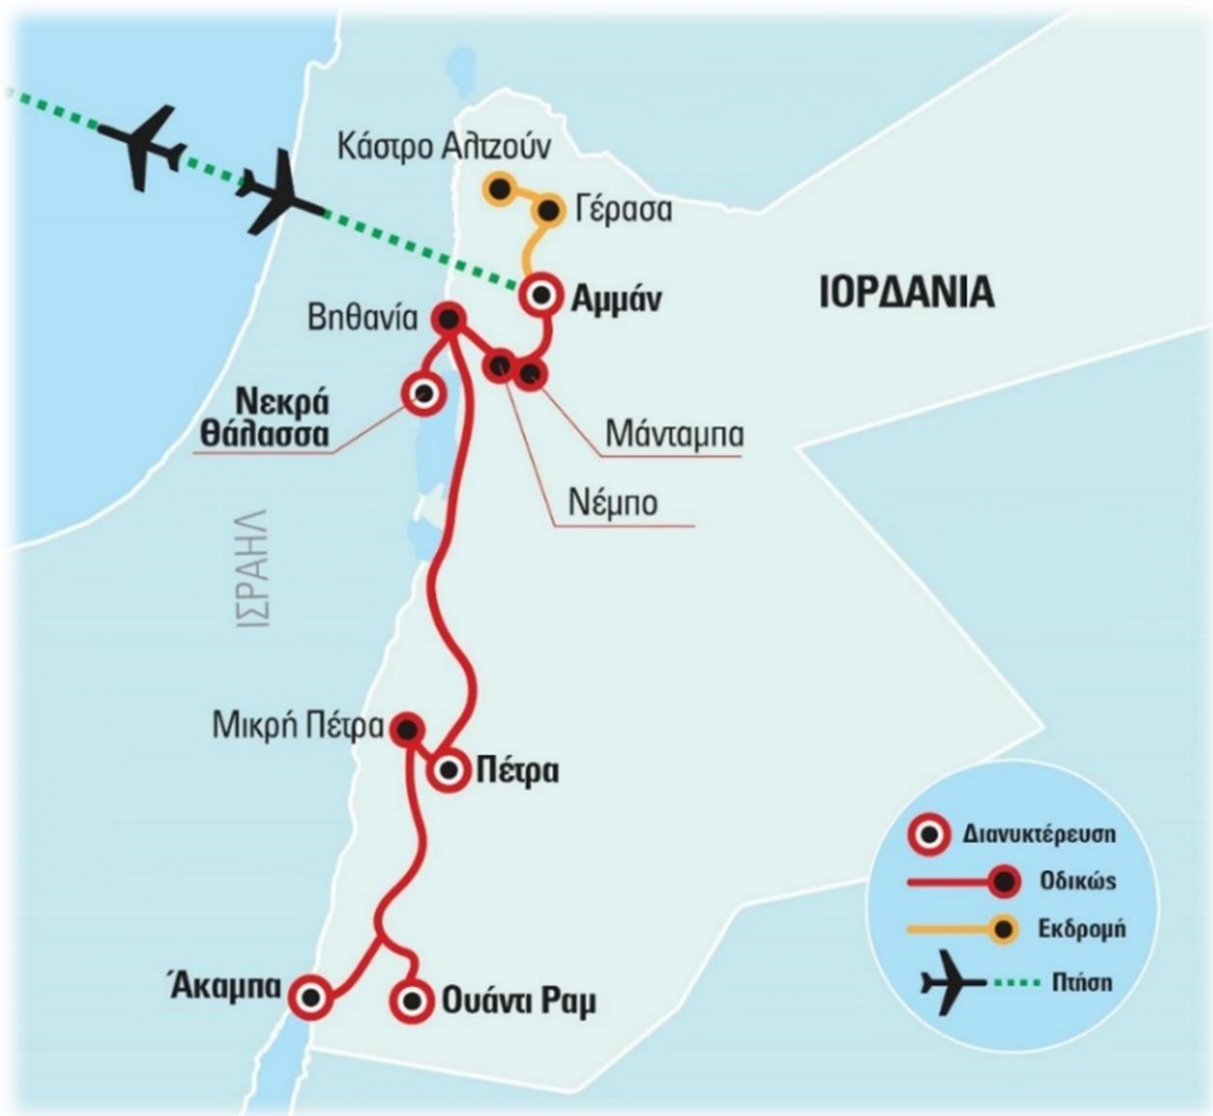 Κάστρο Αλτζούν
Γέρασα
Αμμάν
ΙΟΡΔΑΝΙΑ
Βηθανία
Νεκρά
Θάλασσα
Μάνταμπα
Νέμπο
ΙΣΡΑΗΛ
Μικρή Πέτρα
Πέτρα
Διανυκτέρευση
Οδικώς
Εκδρομή
Πτήση
Άκαμπα
Ουάντι Ραμ